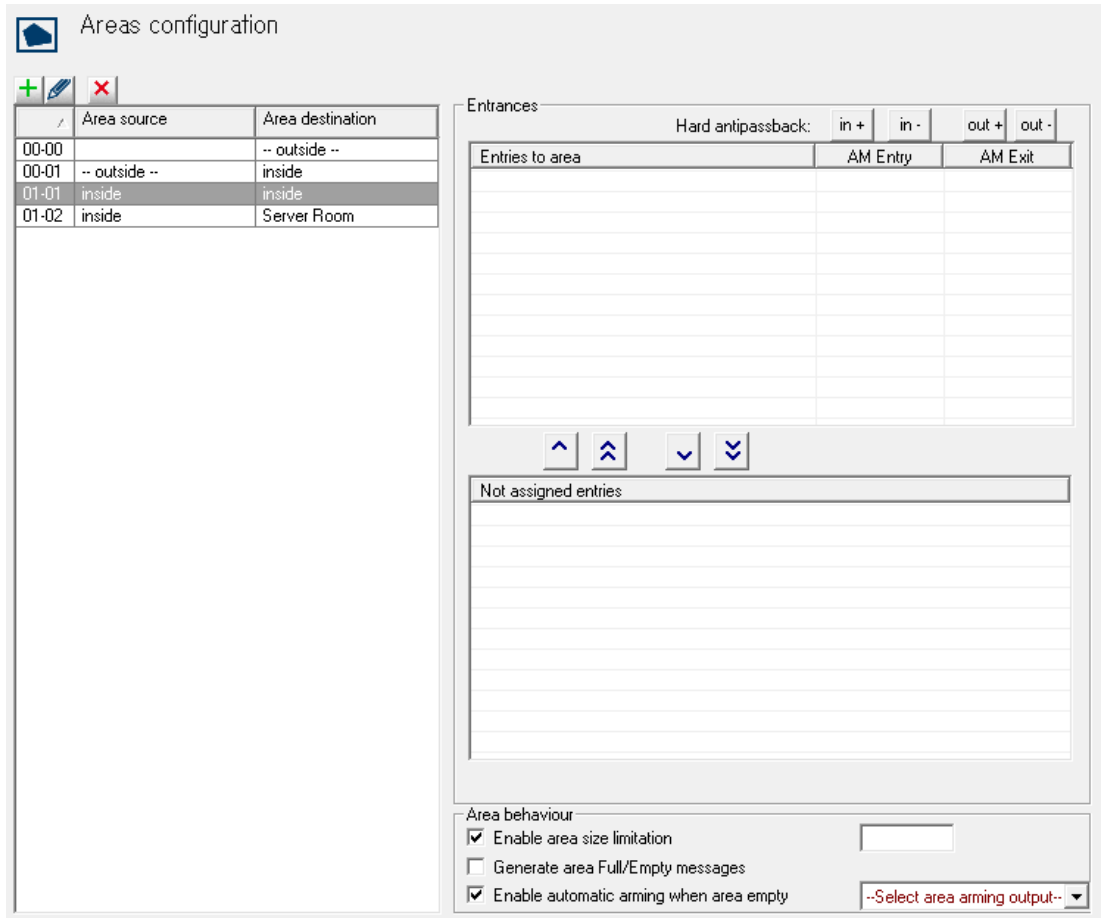 Areas configuration
Area source Area destination
00-00 -- outside --
00-01 -- outside -- inside
01-01 inside inside
01-02 inside Server Room
Entrances
Hard antipassback: in + in - out + out -
Entries to area AM Entry AM Exit
Not assigned entries
Area behaviour
Enable area size limitation
Generate area Full/Empty messages
Enable automatic arming when area empty --Select area arming output--